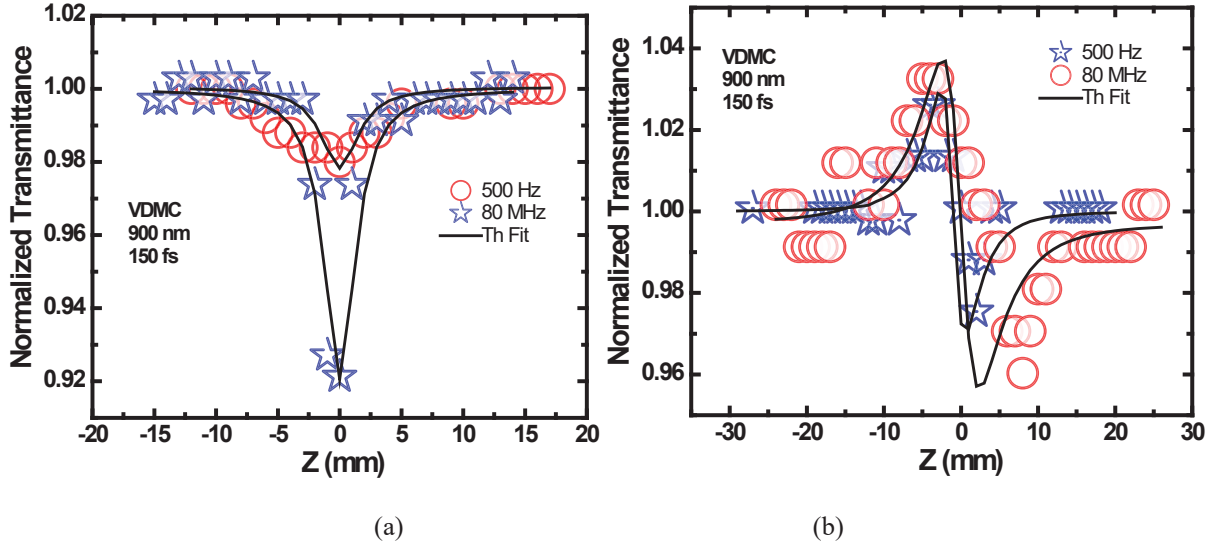 1.02
1.00
0.98
0.96
0.94
0.92
Normalized Transmittance
VDMC
900 nm
150 fs
500 Hz
80 MHz
Th Fit
-20 -15 -10 -5 0 5 10 15 20
Z (mm)
(a)
1.04
1.02
1.00
0.98
0.96
Normalized Transmittance
VDMC
900 nm
150 fs
500 Hz
80 MHz
Th Fit
-30 -20 -10 0 10 20 30
Z (mm)
(b)